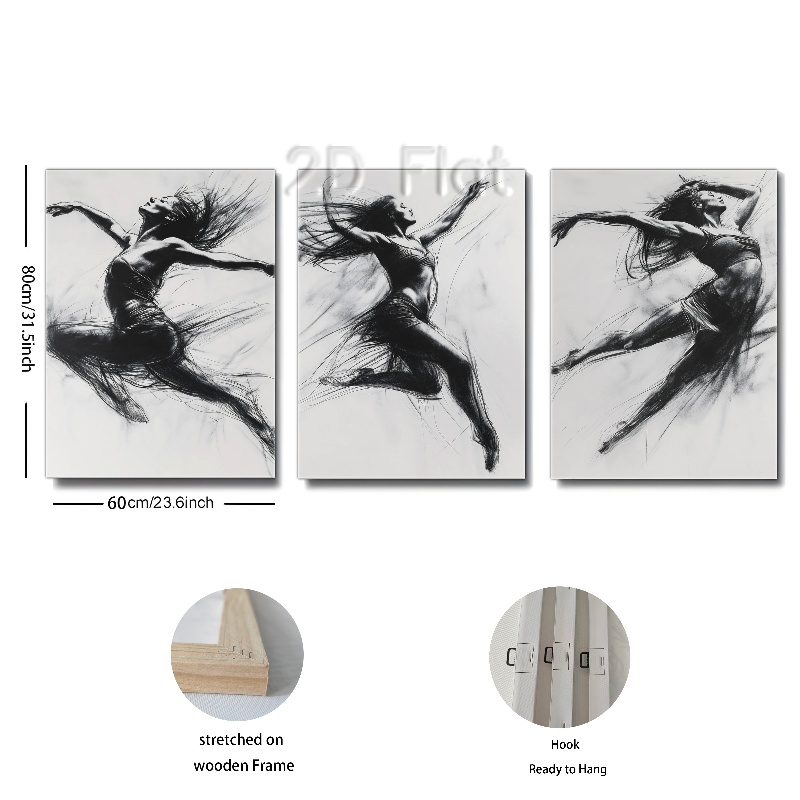 2D Flat
80cm/31.5inch
60cm/23.6inch
stretched on
wooden Frame
Hook
Ready to Hang